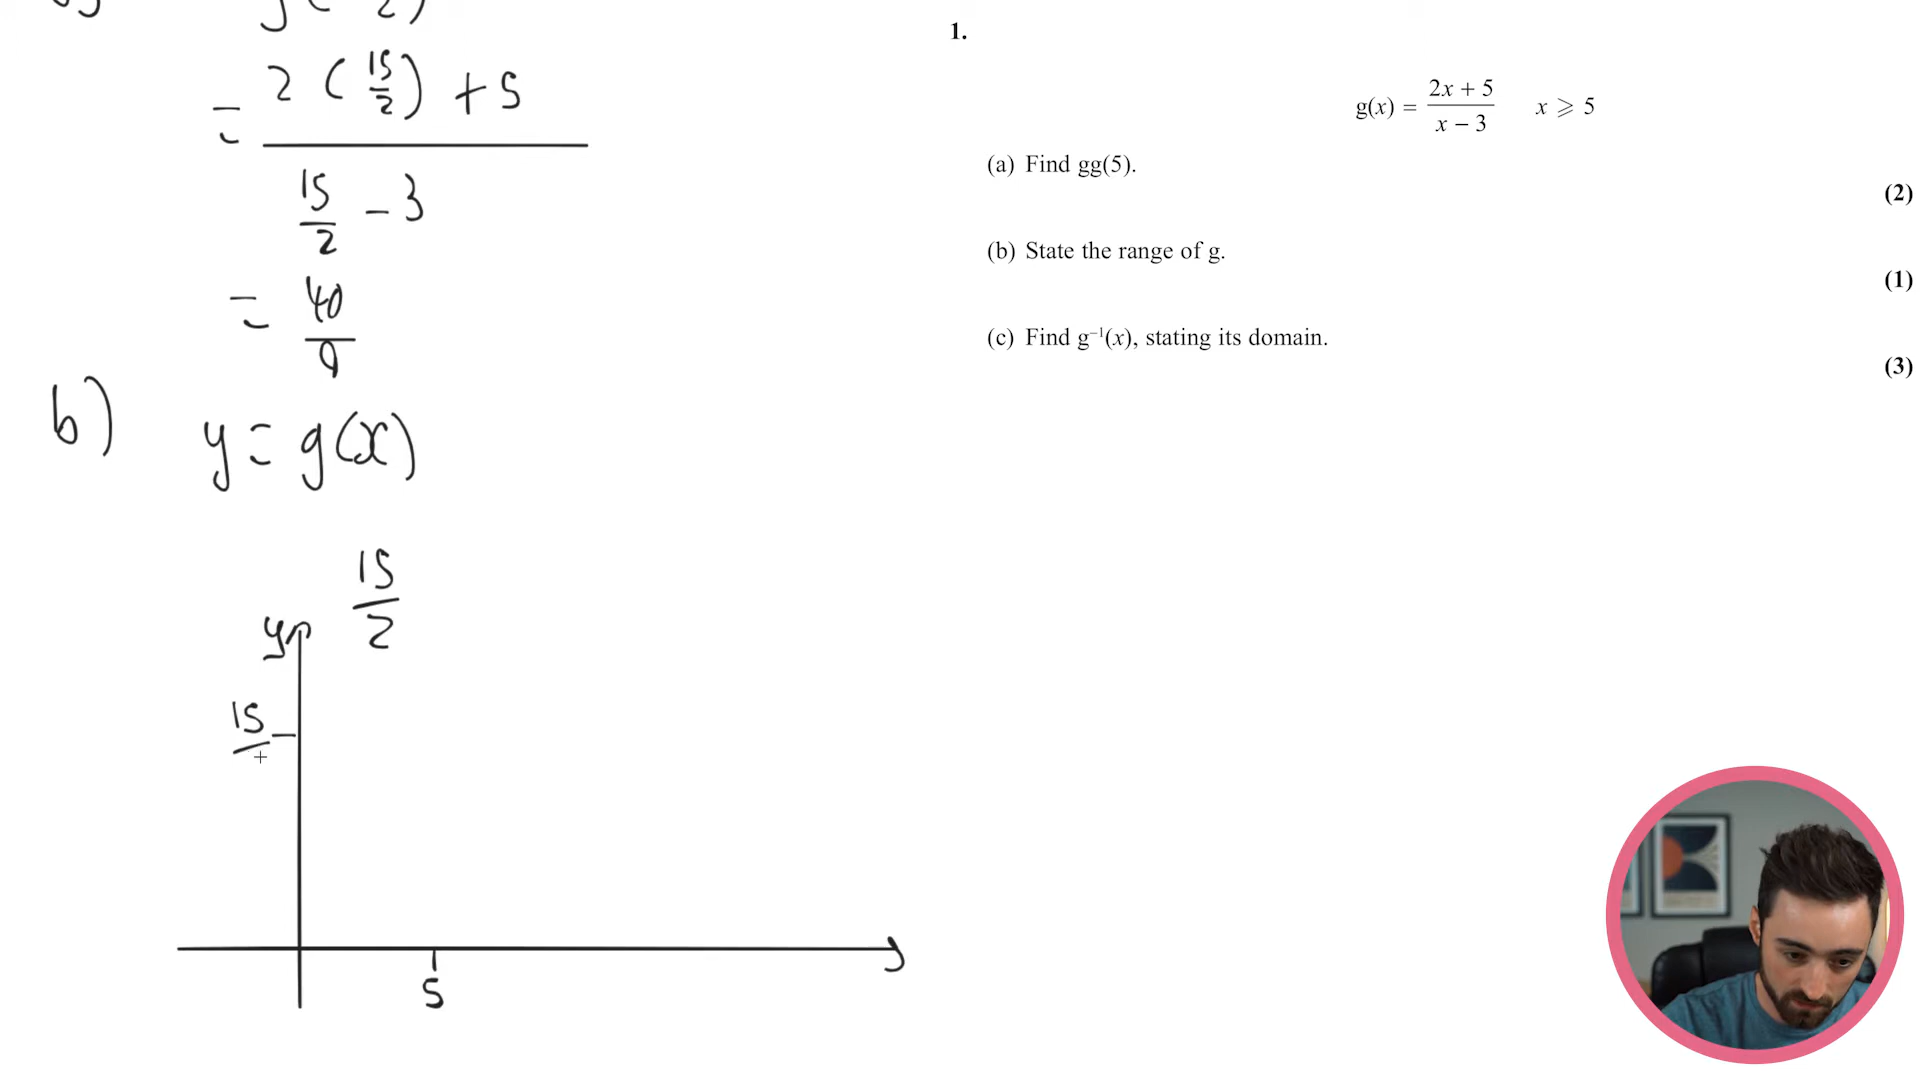 = 2 ( 15/2 ) + 5
15/2 - 3
= 40/9
b) y = g(x)
15/2
y
15
5
1.
g(x) = 2x + 5 / x − 3 x ⩾ 5
(a) Find gg(5).
(2)
(b) State the range of g.
(1)
(c) Find g⁻¹(x), stating its domain.
(3)